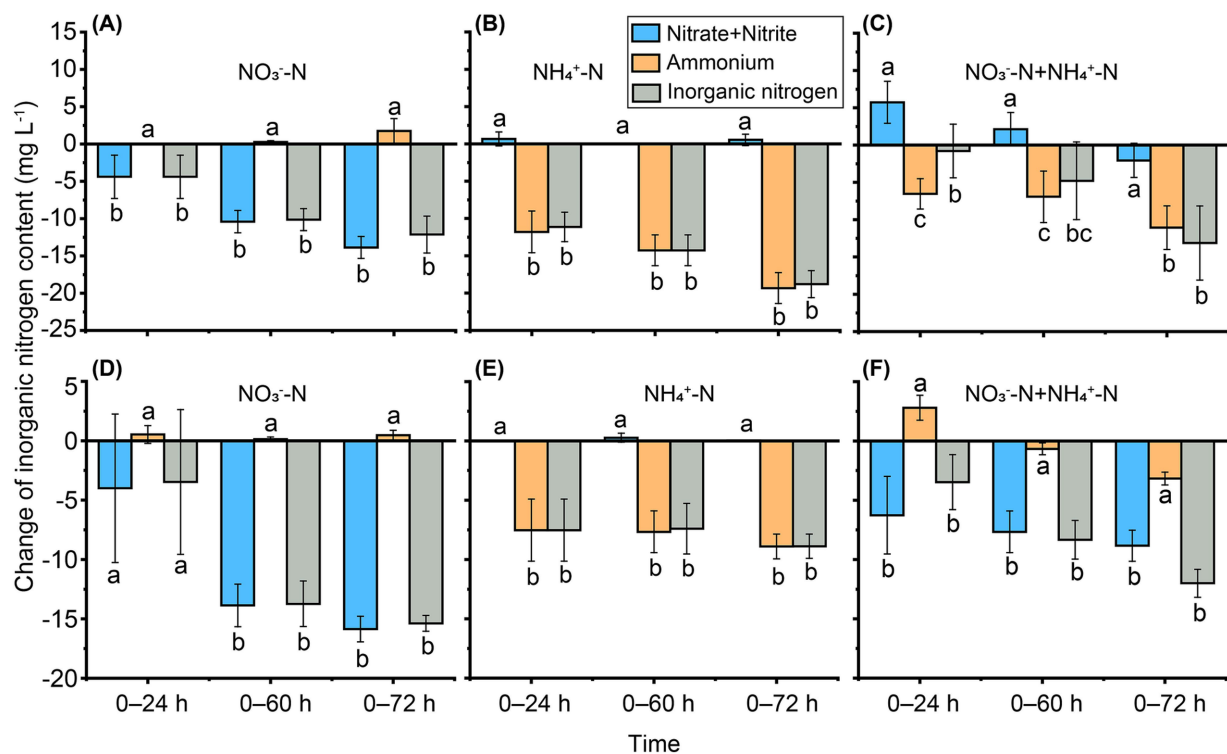 Change of inorganic nitrogen content (mg L⁻¹)
(A)
NO₃⁻-N
15
10
5
0
-5
-10
-15
-20
-25
a
a
a
b
b
b
b
b
b
(B)
NH₄⁺-N
Nitrate+Nitrite
Ammonium
Inorganic nitrogen
a
a
a
b
b
b
b
b
b
(C)
NO₃⁻-N+NH₄⁺-N
a
a
a
c
b
c
bc
b
b
(D)
NO₃⁻-N
5
0
-5
-10
-15
-20
a
a
a
a
a
b
b
b
b
0–24 h
0–60 h
0–72 h
(E)
NH₄⁺-N
a
a
a
b
b
b
b
b
b
0–24 h
0–60 h
0–72 h
(F)
NO₃⁻-N+NH₄⁺-N
a
a
a
b
b
b
b
b
b
0–24 h
0–60 h
0–72 h
Time